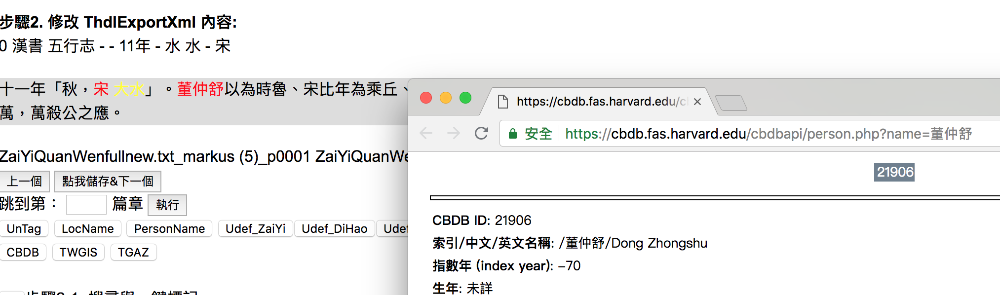 步驟2. 修改 ThdlExportXml 內容:
0 漢書 五行志 - - 11年 - 水 水 - 宋
十一年「秋，宋 大水」。董仲舒以為時魯、宋比年為乘丘、
萬，萬殺公之應。
ZaiYiQuanWenfullnew.txt_markus (5)_p0001 ZaiYiQuanWe
上一個 點我儲存&下一個
跳到第： 篇章 執行
UnTag LocName PersonName Udef_ZaiYi Udef_DiHao Udef
CBDB TWGIS TGAZ
https://cbdb.fas.harvard.edu/cl
安全 https://cbdb.fas.harvard.edu/cbdbapi/person.php?name=董仲舒
21906
CBDB ID: 21906
索引/中文/英文名稱: /董仲舒/Dong Zhongshu
指數年 (index year): -70
生年: 未詳